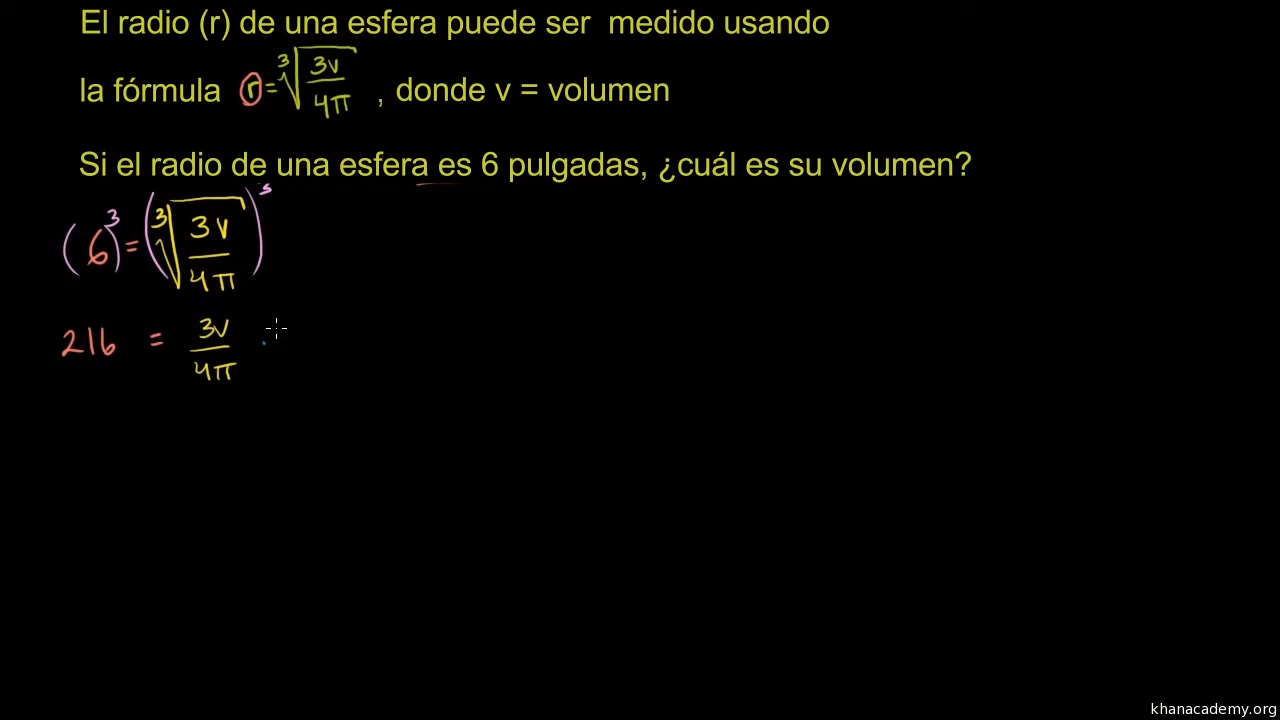 El radio (r) de una esfera puede ser medido usando
la fórmula r = ∛(3v/4π) , donde v = volumen
Si el radio de una esfera es 6 pulgadas, ¿cuál es su volumen?
(6)³ = (∛(3v/4π))³
216 = 3v/4π ·
khanacademy.org